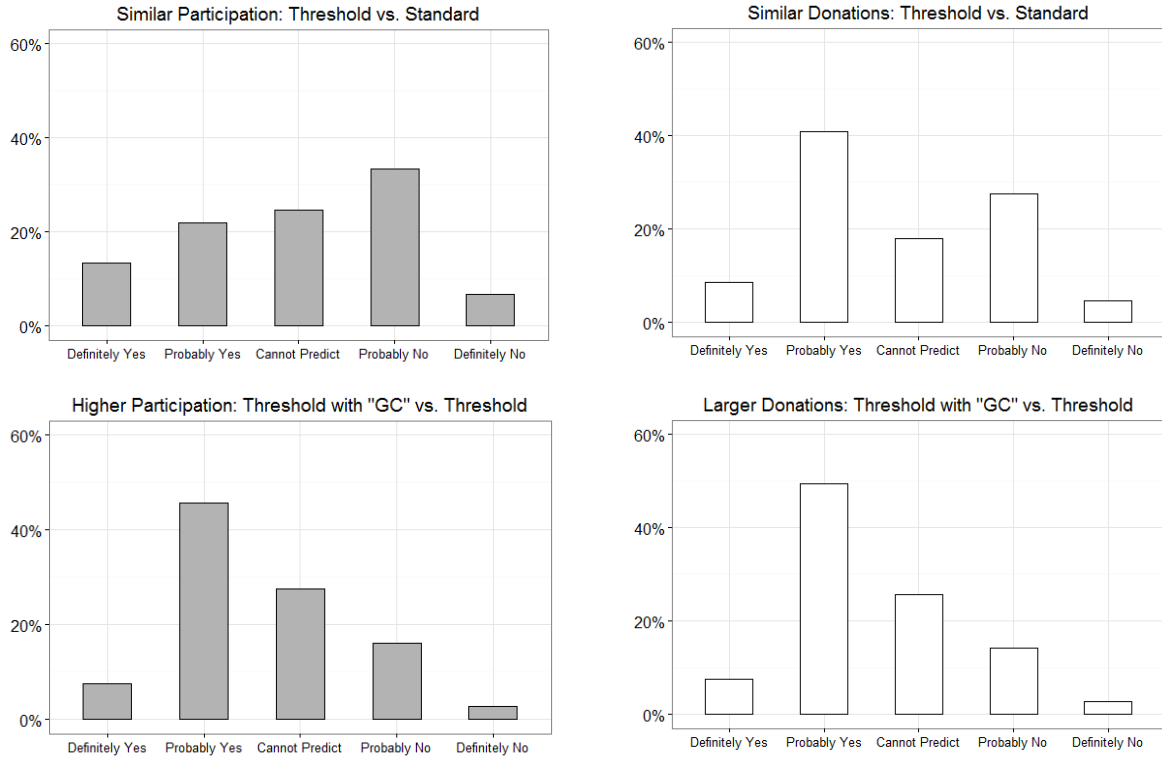 Similar Participation: Threshold vs. Standard
60%
40%
20%
0%
Definitely Yes Probably Yes Cannot Predict Probably No Definitely No
Similar Donations: Threshold vs. Standard
60%
40%
20%
0%
Definitely Yes Probably Yes Cannot Predict Probably No Definitely No
Higher Participation: Threshold with "GC" vs. Threshold
60%
40%
20%
0%
Definitely Yes Probably Yes Cannot Predict Probably No Definitely No
Larger Donations: Threshold with "GC" vs. Threshold
60%
40%
20%
0%
Definitely Yes Probably Yes Cannot Predict Probably No Definitely No